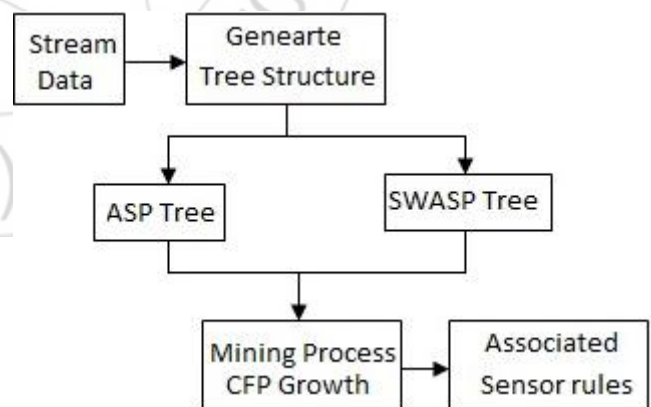 Stream
Data
Genearte
Tree Structure
ASP Tree
SWASP Tree
Mining Process
CFP Growth
Associated
Sensor rules